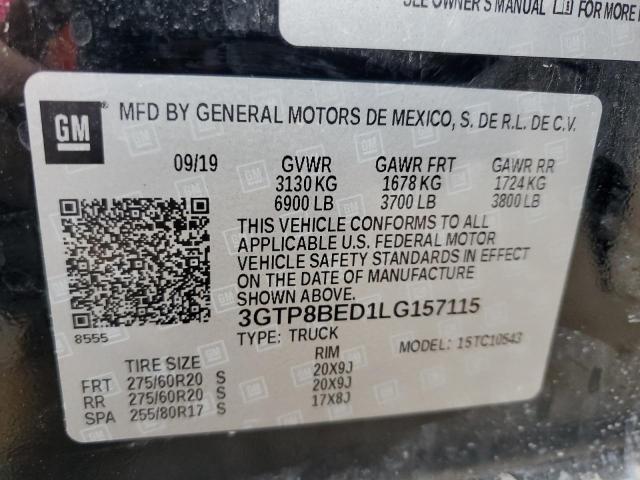 SEE OWNER'S MANUAL FOR MORE
GM ®
MFD BY GENERAL MOTORS DE MEXICO, S. DE R.L. DE C.V.
09/19 GVWR GAWR FRT GAWR RR
3130 KG 1678 KG 1724 KG
6900 LB 3700 LB 3800 LB
THIS VEHICLE CONFORMS TO ALL
APPLICABLE U.S. FEDERAL MOTOR
VEHICLE SAFETY STANDARDS IN EFFECT
ON THE DATE OF MANUFACTURE
SHOWN ABOVE.
3GTP8BED1LG157115
8555
TYPE: TRUCK MODEL: 15TC10543
TIRE SIZE RIM
FRT 275/60R20 S 20X9J
RR 275/60R20 S 20X9J
SPA 255/80R17 S 17X8J